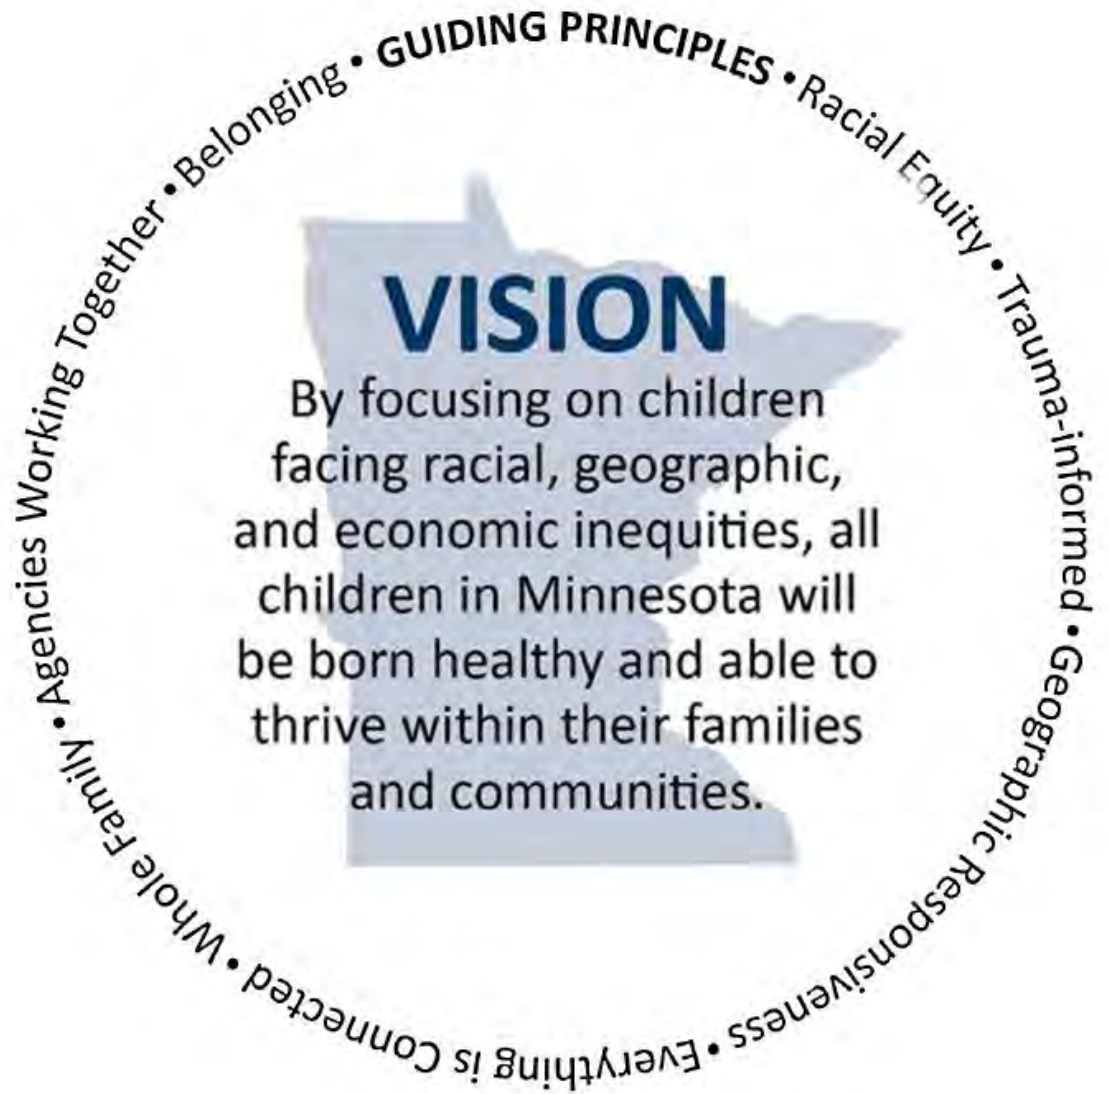 • GUIDING PRINCIPLES • Racial Equity • Trauma-informed • Geographic Responsiveness • Everything is Connected • Whole Family • Agencies Working Together • Belonging
VISION
By focusing on children
facing racial, geographic,
and economic inequities, all
children in Minnesota will
be born healthy and able to
thrive within their families
and communities.